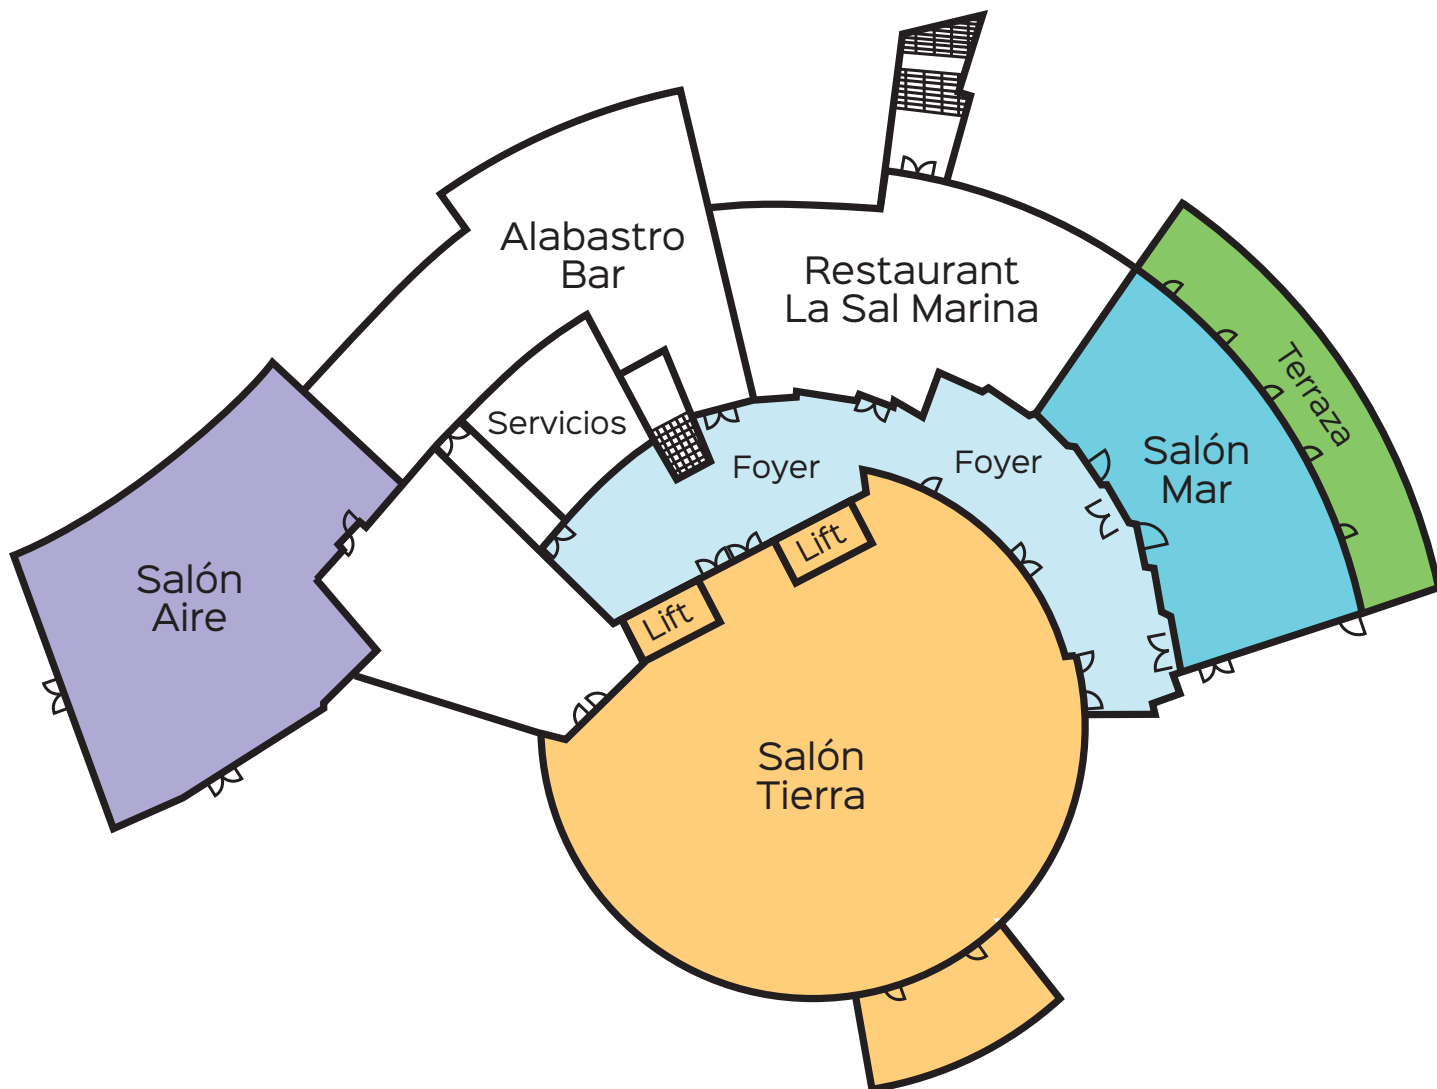 Alabastro
Bar
Restaurant
La Sal Marina
Terraza
Servicios
Foyer
Foyer
Salón
Mar
Lift
Lift
Salón
Aire
Salón
Tierra